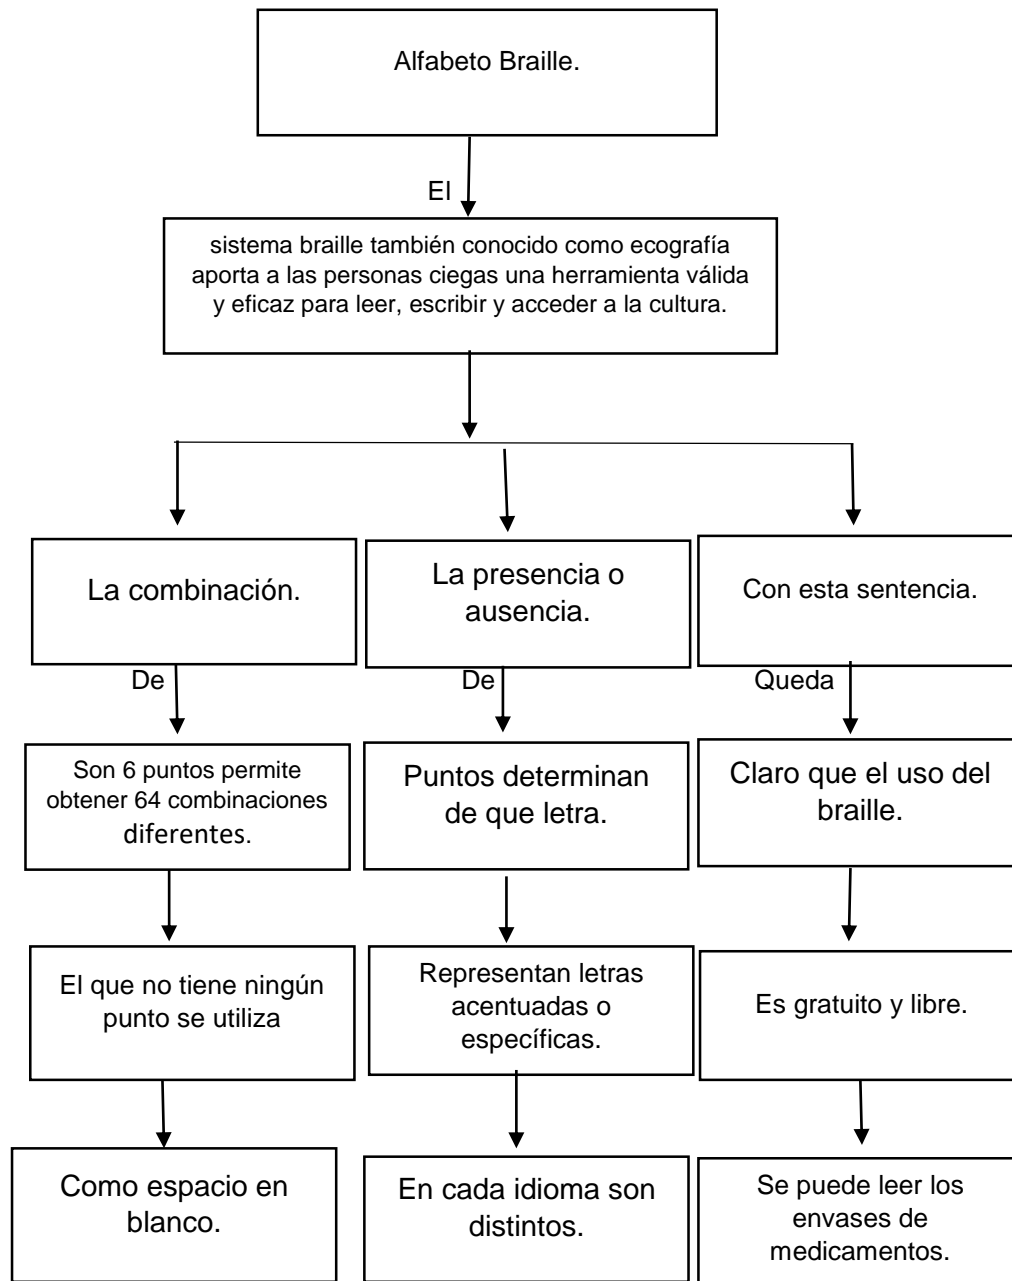 Alfabeto Braille.
El
sistema braille también conocido como ecografía
aporta a las personas ciegas una herramienta válida
y eficaz para leer, escribir y acceder a la cultura.
La combinación.
La presencia o
ausencia.
Con esta sentencia.
De
De
Queda
Son 6 puntos permite
obtener 64 combinaciones
diferentes.
Puntos determinan
de que letra.
Claro que el uso del
braille.
El que no tiene ningún
punto se utiliza
Representan letras
acentuadas o
específicas.
Es gratuito y libre.
Como espacio en
blanco.
En cada idioma son
distintos.
Se puede leer los
envases de
medicamentos.